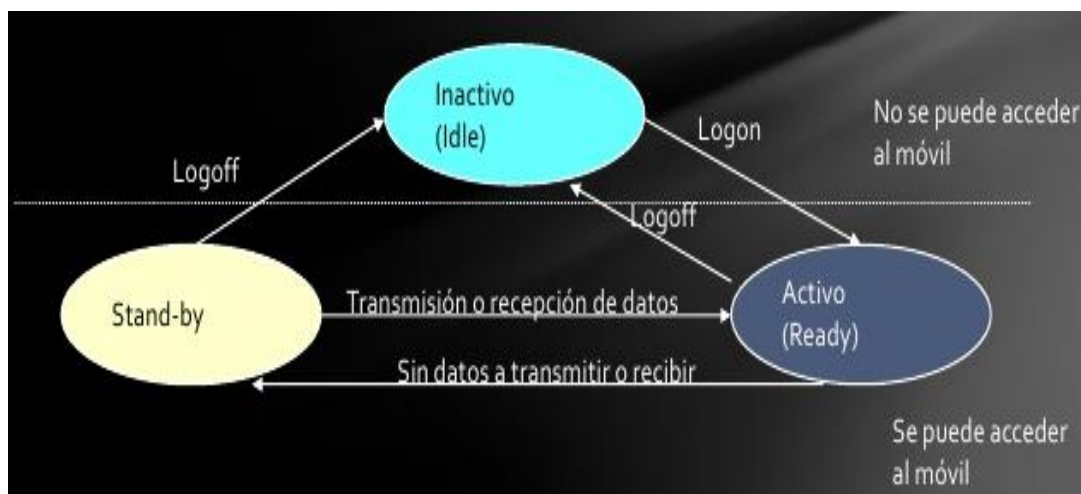 Inactivo
(Idle)
No se puede acceder
al móvil
Logon
Logoff
Logoff
Stand-by
Transmisión o recepción de datos
Activo
(Ready)
Sin datos a transmitir o recibir
Se puede acceder
al móvil